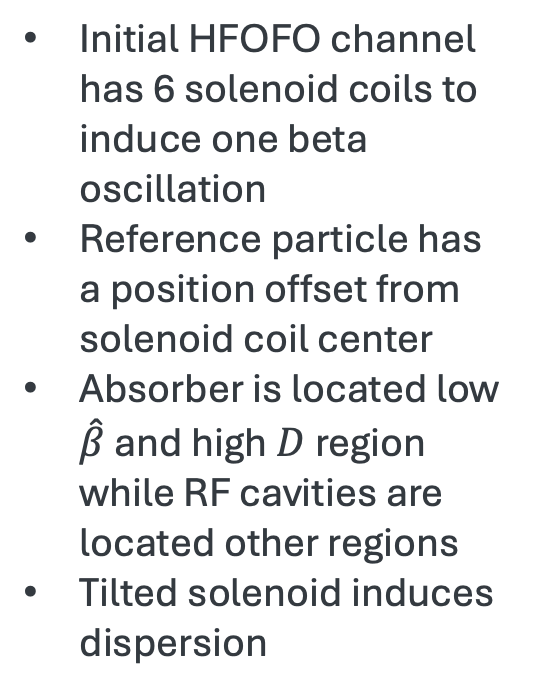 • Initial HFOFO channel
has 6 solenoid coils to
induce one beta
oscillation
• Reference particle has
a position offset from
solenoid coil center
• Absorber is located low
β̂ and high D region
while RF cavities are
located other regions
• Tilted solenoid induces
dispersion